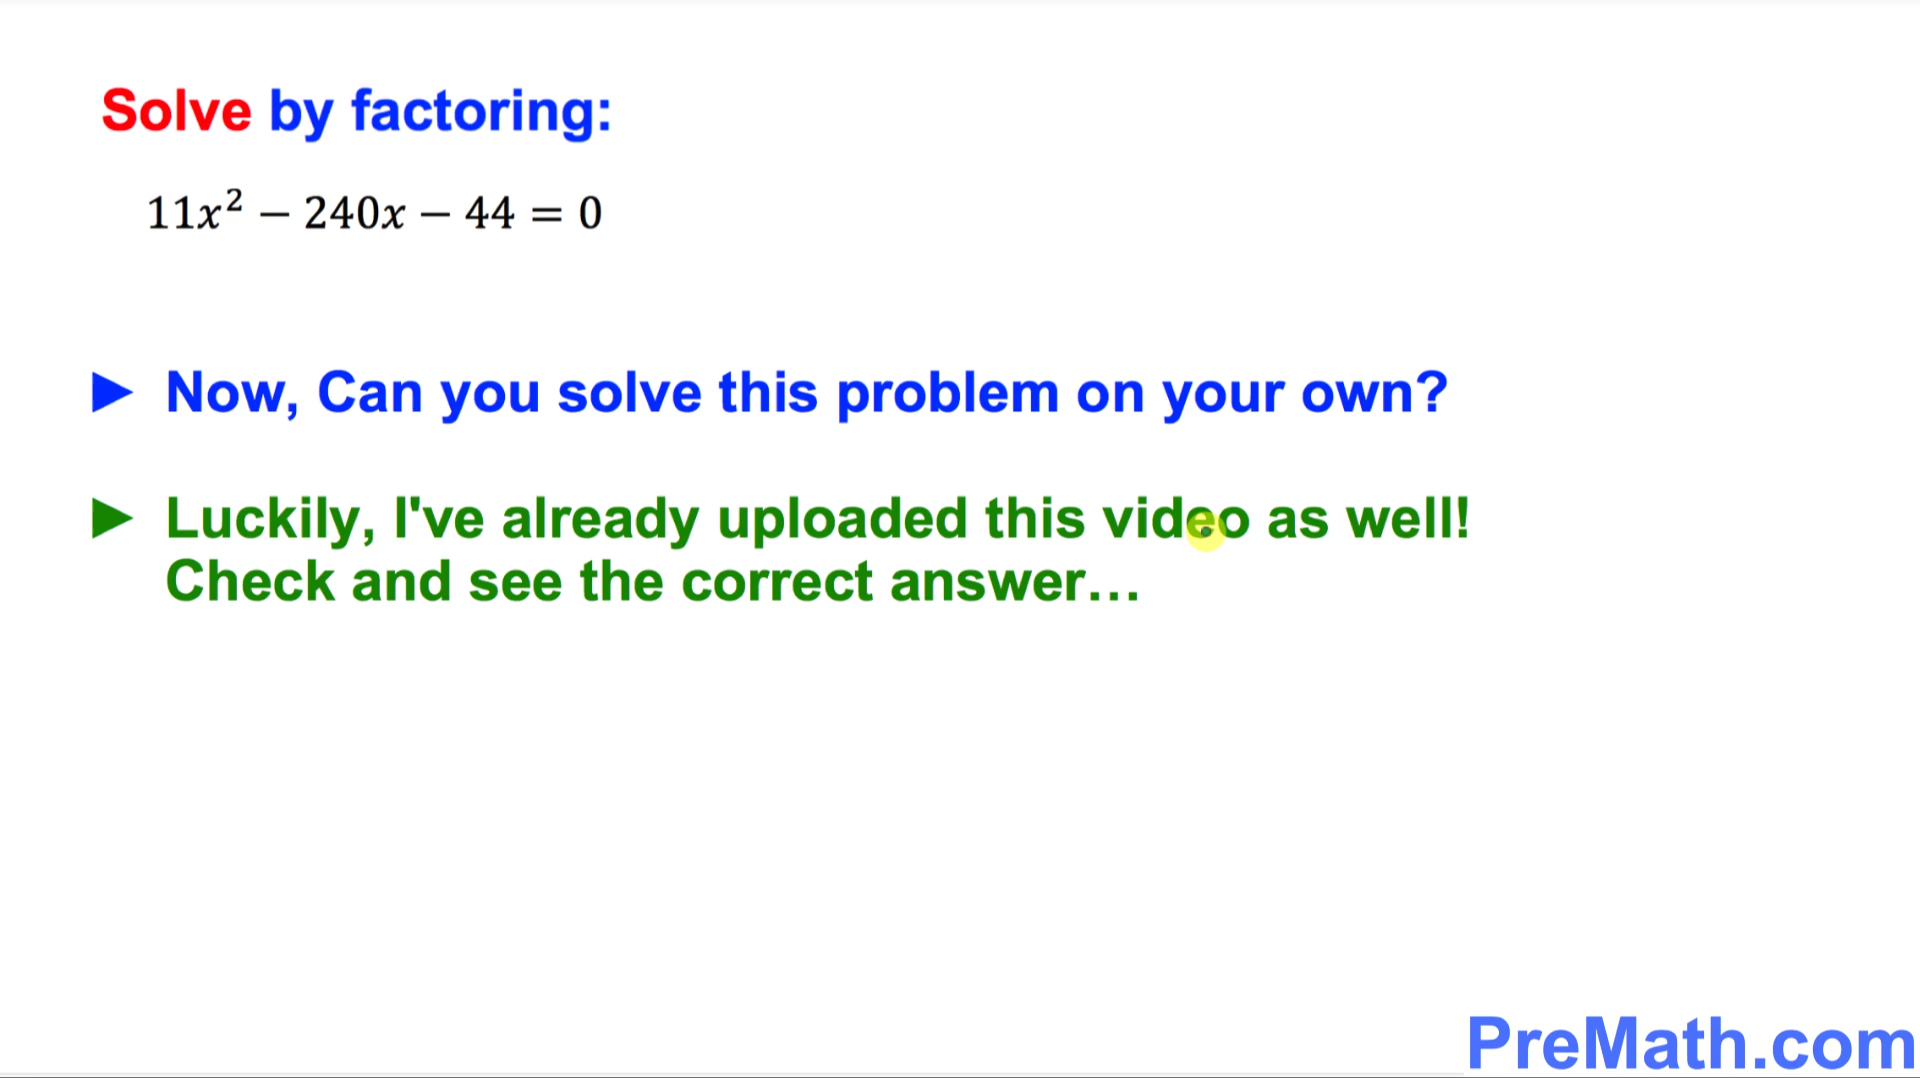 Solve by factoring:
11x² − 240x − 44 = 0
► Now, Can you solve this problem on your own?
► Luckily, I've already uploaded this video as well!
Check and see the correct answer…
PreMath.com